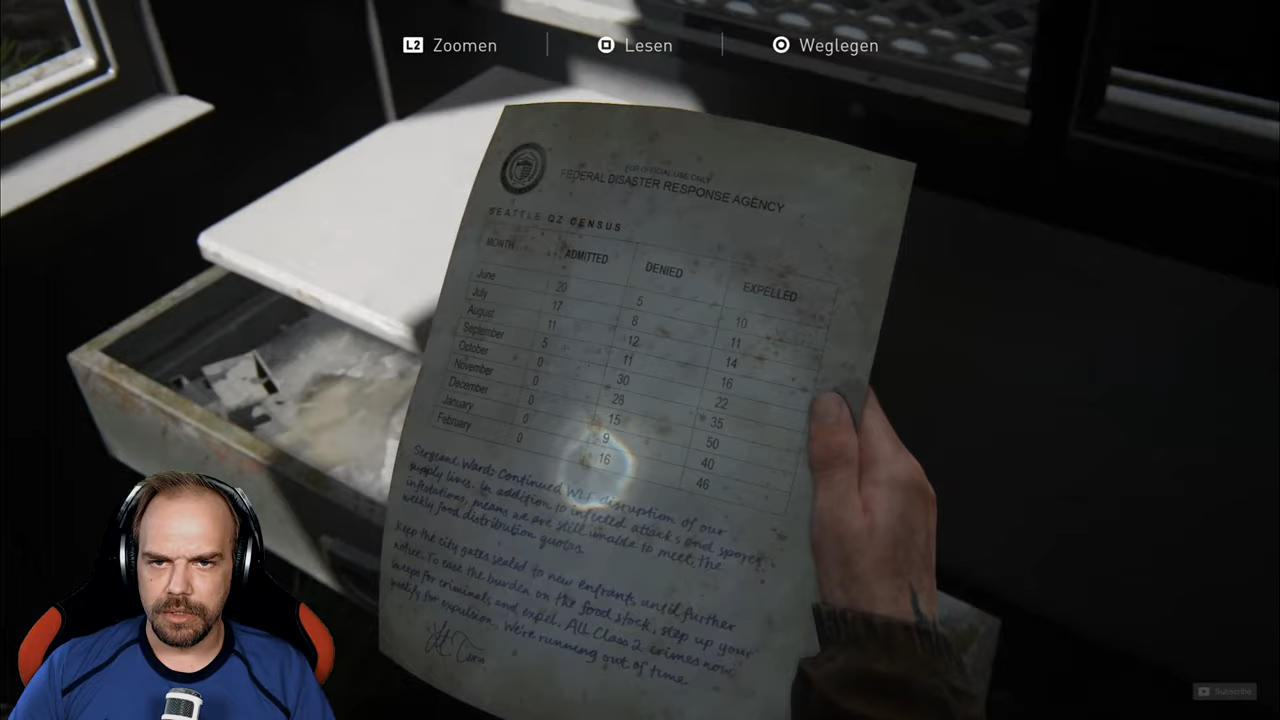 L2 Zoomen
Lesen
Weglegen
FOR OFFICIAL USE ONLY
FEDERAL DISASTER RESPONSE AGENCY
SEATTLE QZ CENSUS
MONTH ADMITTED DENIED EXPELLED
June 20 5 10
July 17 8 11
August 11 12 14
September 5 11 16
October 0 30 22
November 0 28 35
December 0 15 50
January 0 9 40
February 0 16 46
Sergeant Ward: Continued WLF disruption of our
supply lines. In addition to infected attacks and spores
infestations, means we are still unable to meet the
weekly food distribution quotas.
Keep the city gates sealed to new entrants until further
notice. To ease the burden on the food stock, step up your
sweeps for criminals and expel. ALL Class 2 crimes now
qualify for expulsion. We're running out of time.
Subscribe